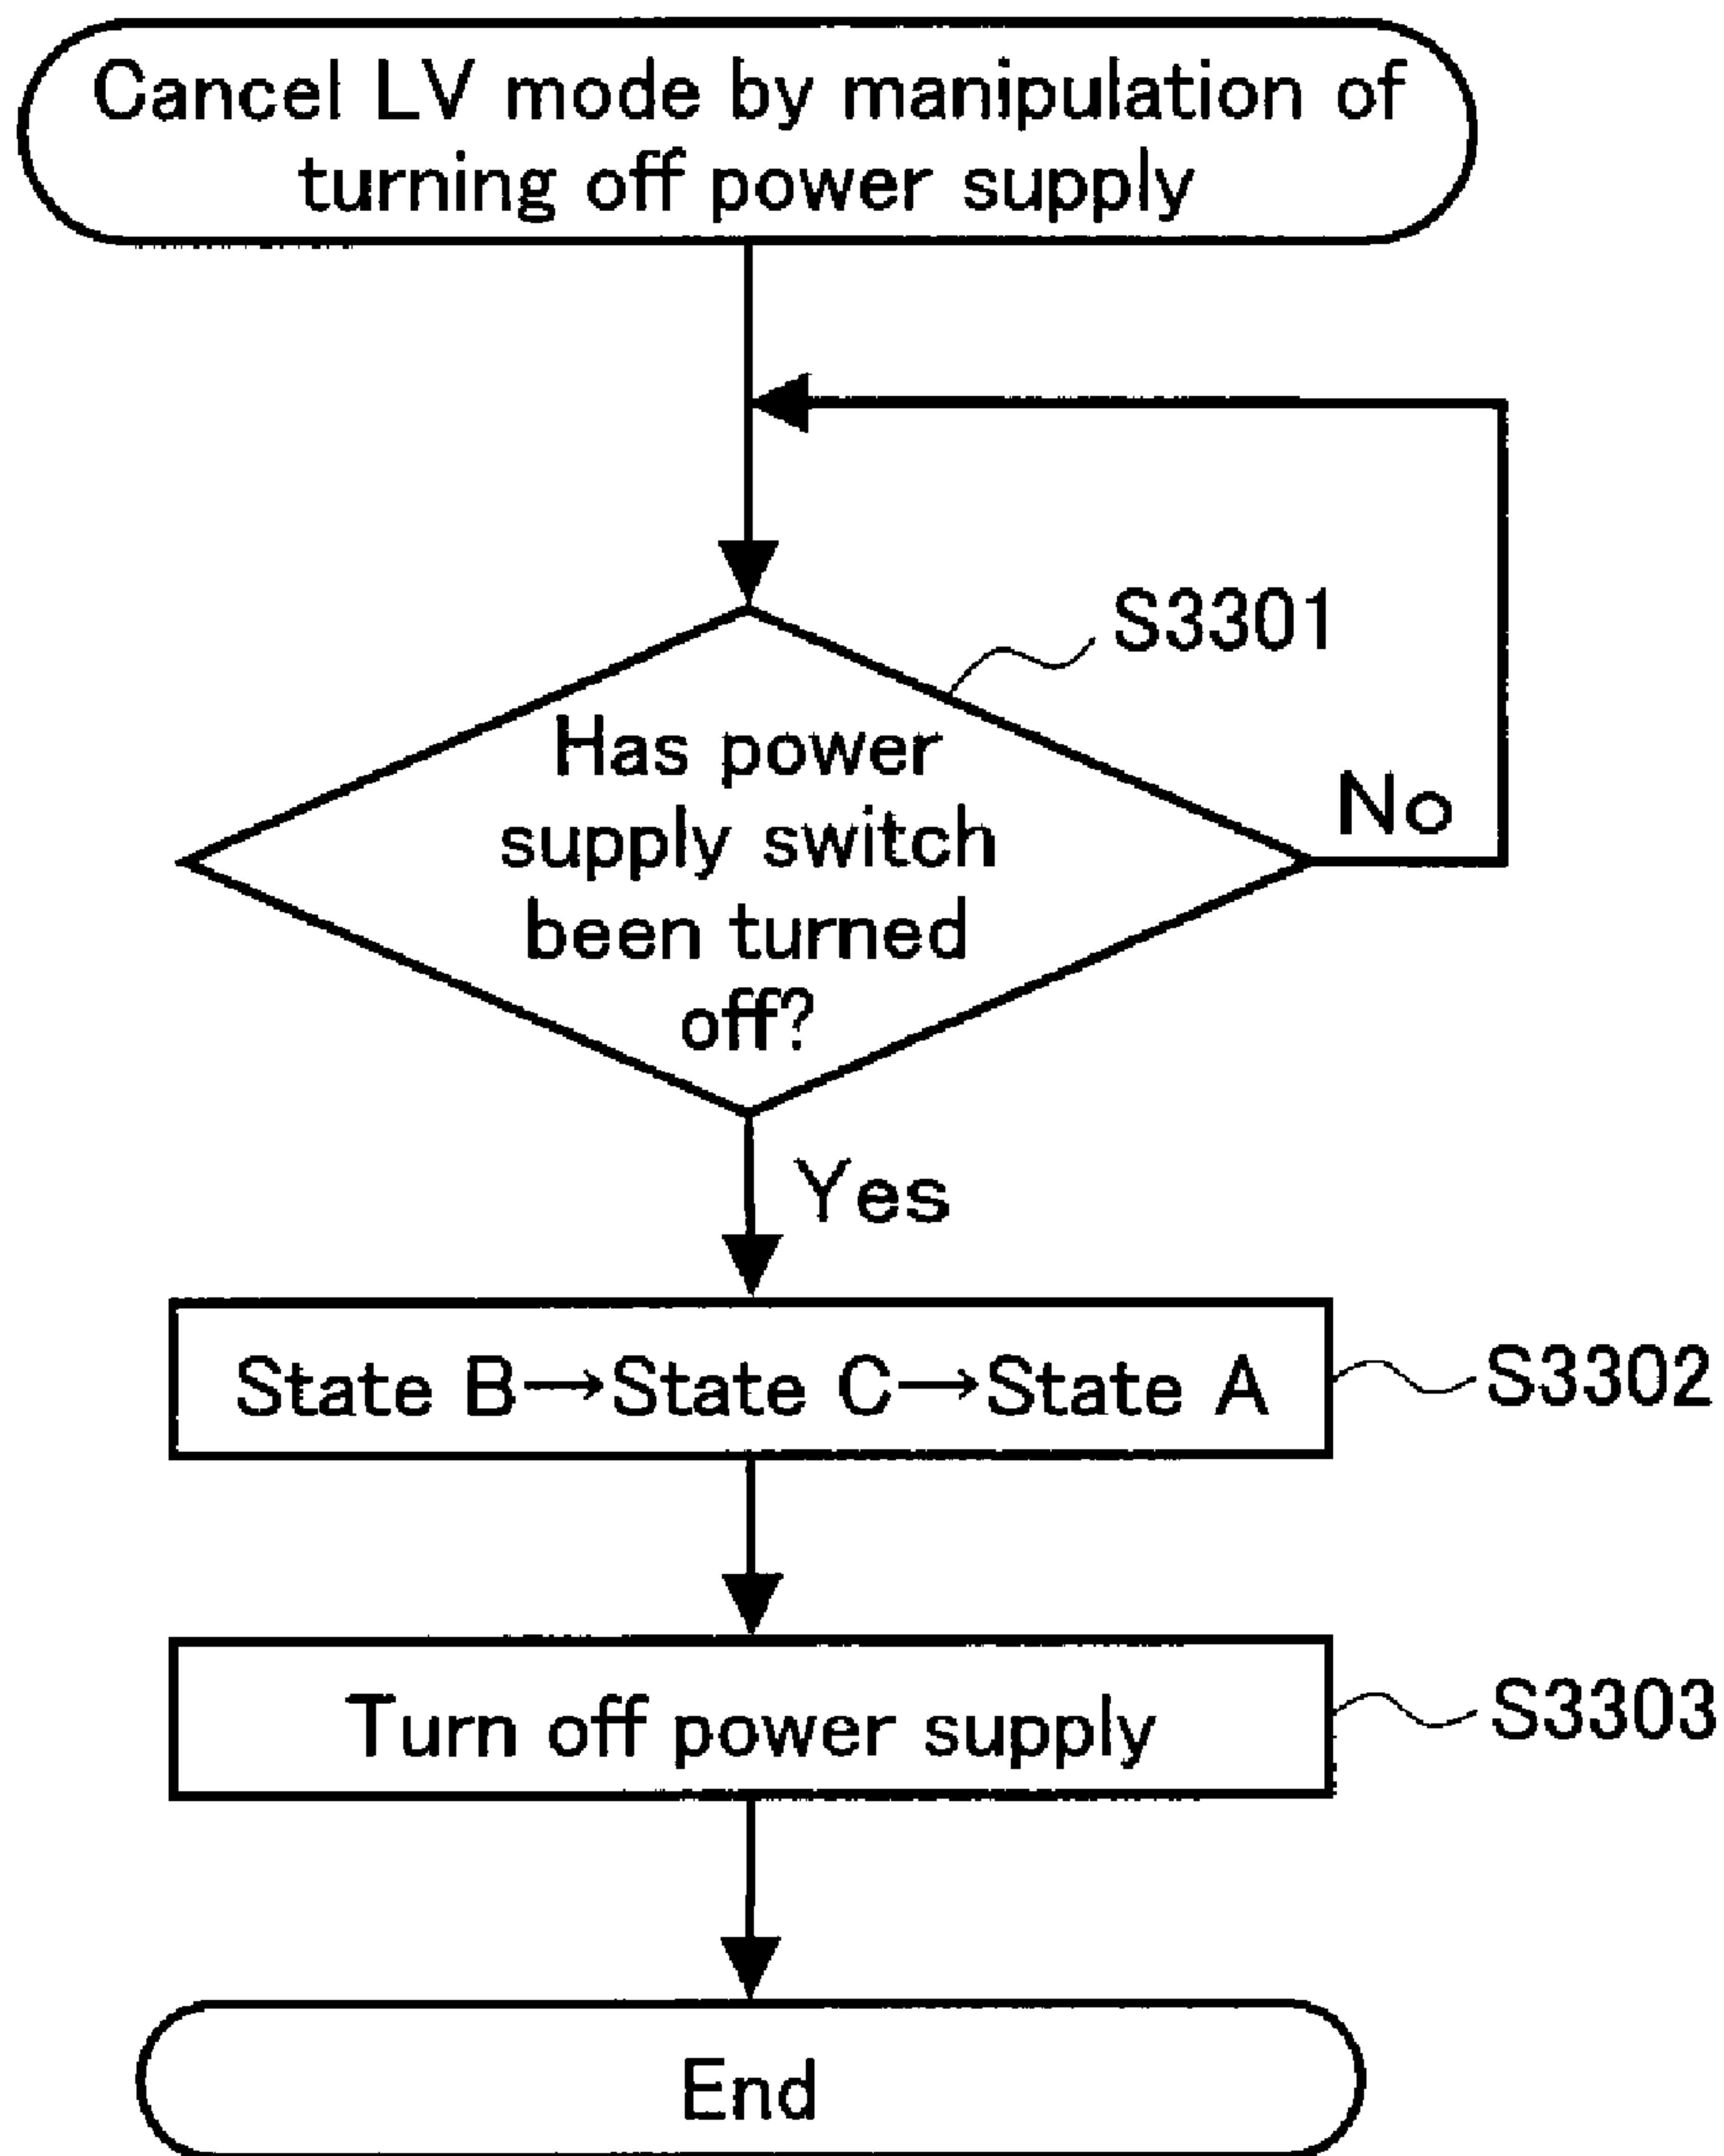 Cancel LV mode by manipulation of
turning off power supply
S3301
Has power
supply switch
been turned
off?
No
Yes
State B→State C→State A
S3302
Turn off power supply
S3303
End